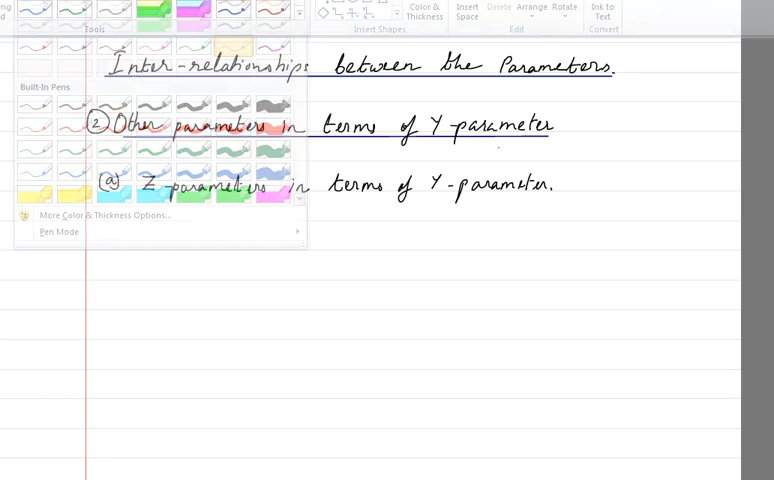 Color & Thickness
Insert Space
Delete
Arrange
Rotate
Ink to Text
Tools
Insert Shapes
Edit
Convert
Inter-relationships between the Parameters.
Built-In Pens
② Other parameters in terms of Y-parameter
(a) Z-parameters in terms of Y-parameter.
More Color & Thickness Options...
Pen Mode